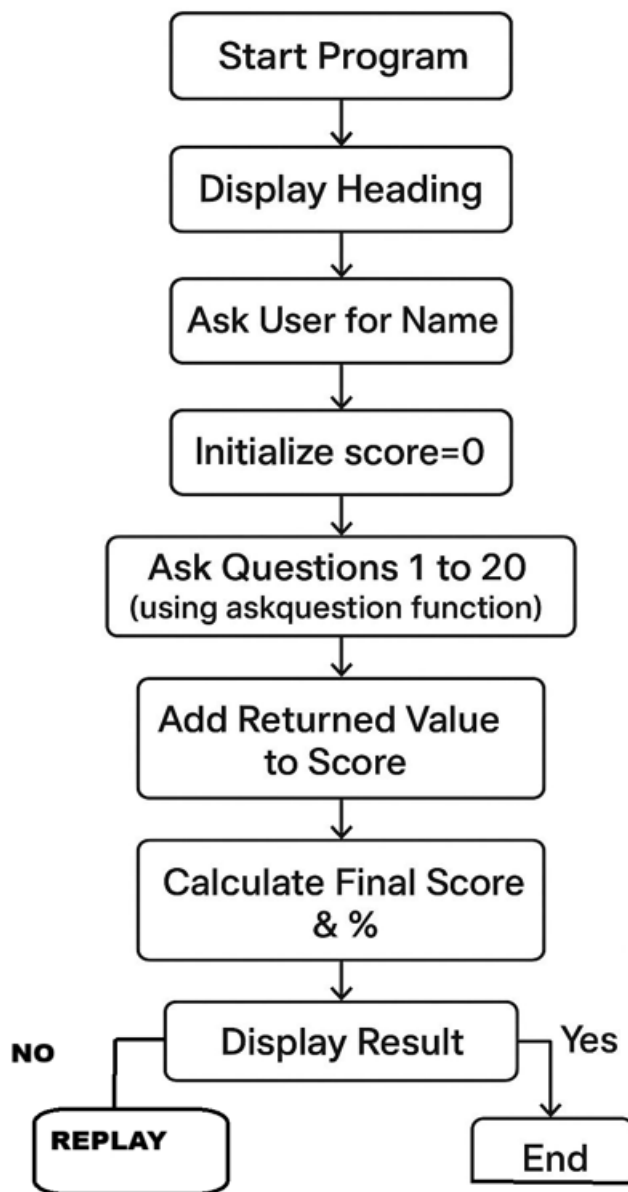 Start Program
Display Heading
Ask User for Name
Initialize score=0
Ask Questions 1 to 20
(using askquestion function)
Add Returned Value
to Score
Calculate Final Score
& %
Display Result
NO
Yes
REPLAY
End